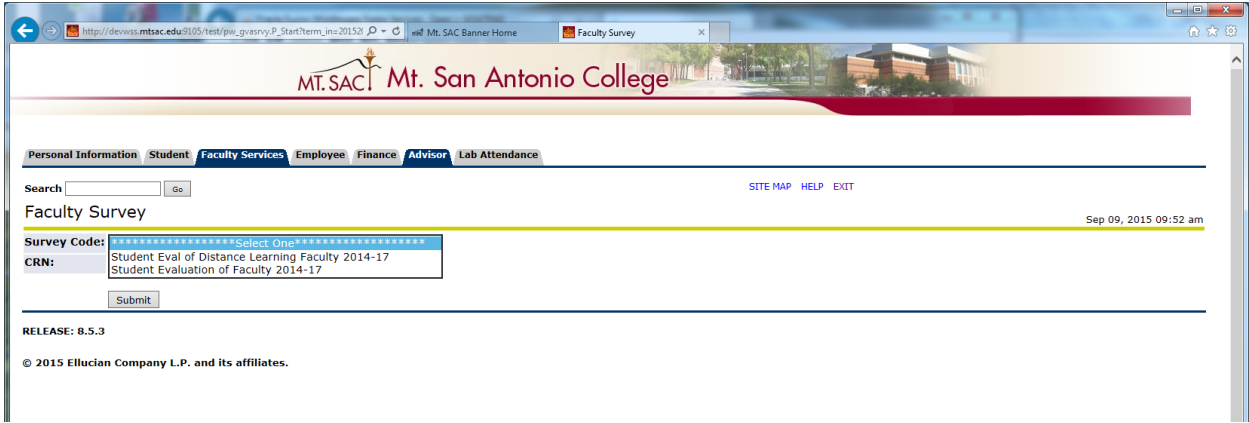 http://devwss.mtsac.edu:9105/test/pw_gvasrvy.P_Start?term_in=20152
Mt. SAC Banner Home
Faculty Survey
MT. SAC Mt. San Antonio College
Personal Information Student Faculty Services Employee Finance Advisor Lab Attendance
Search Go SITE MAP HELP EXIT
Faculty Survey
Sep 09, 2015 09:52 am
Survey Code: ******************Select One*******************
Student Eval of Distance Learning Faculty 2014-17
CRN:
Student Evaluation of Faculty 2014-17
Submit
RELEASE: 8.5.3
© 2015 Ellucian Company L.P. and its affiliates.